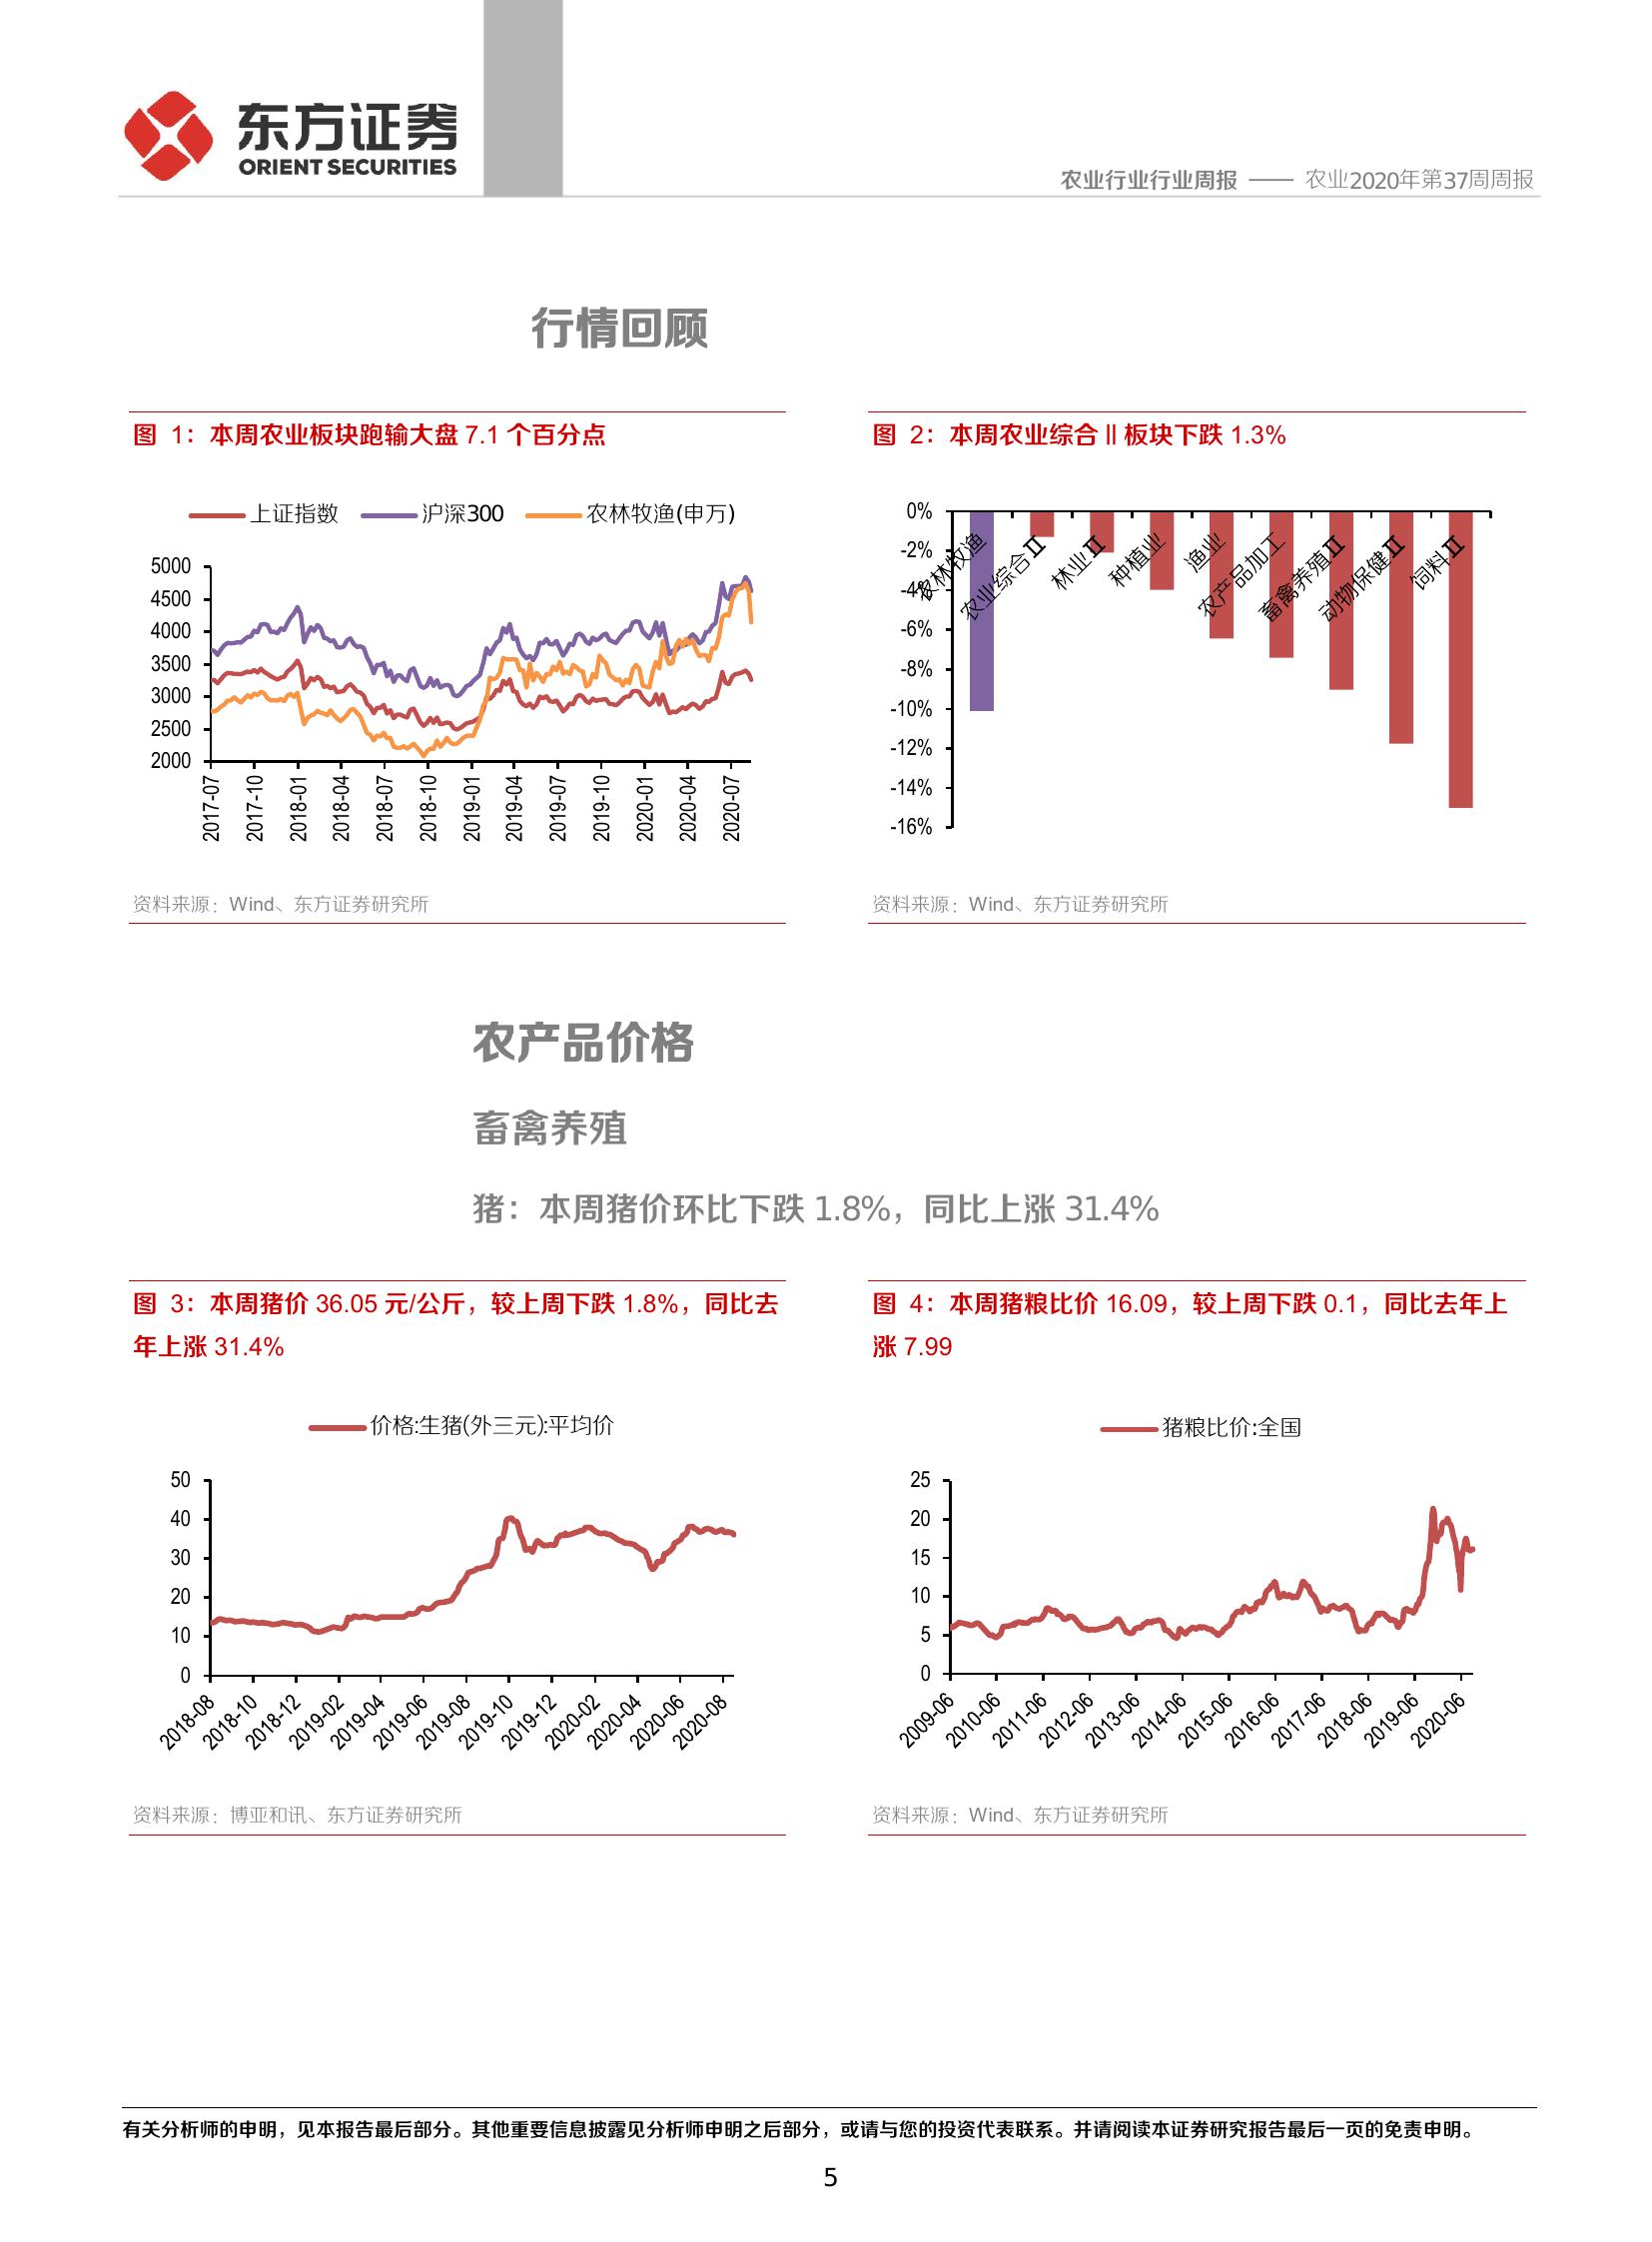 东方证券
ORIENT SECURITIES
农业行业行业周报 —— 农业2020年第37周周报
行情回顾
图 1：本周农业板块跑输大盘 7.1 个百分点
上证指数 沪深300 农林牧渔(申万)
5000
4500
4000
3500
3000
2500
2000
2017-07 2017-10 2018-01 2018-04 2018-07 2018-10 2019-01 2019-04 2019-07 2019-10 2020-01 2020-04 2020-07
资料来源：Wind、东方证券研究所
图 2：本周农业综合 II 板块下跌 1.3%
0%
-2%
-4%
-6%
-8%
-10%
-12%
-14%
-16%
农林牧渔 农业综合Ⅱ 林业Ⅱ 种植业 渔业 农产品加工 畜禽养殖Ⅱ 动物保健Ⅱ 饲料Ⅱ
资料来源：Wind、东方证券研究所
农产品价格
畜禽养殖
猪：本周猪价环比下跌 1.8%，同比上涨 31.4%
图 3：本周猪价 36.05 元/公斤，较上周下跌 1.8%，同比去
年上涨 31.4%
价格:生猪(外三元):平均价
50
40
30
20
10
0
2018-08 2018-10 2018-12 2019-02 2019-04 2019-06 2019-08 2019-10 2019-12 2020-02 2020-04 2020-06 2020-08
资料来源：博亚和讯、东方证券研究所
图 4：本周猪粮比价 16.09，较上周下跌 0.1，同比去年上
涨 7.99
猪粮比价:全国
25
20
15
10
5
0
2009-06 2010-06 2011-06 2012-06 2013-06 2014-06 2015-06 2016-06 2017-06 2018-06 2019-06 2020-06
资料来源：Wind、东方证券研究所
有关分析师的申明，见本报告最后部分。其他重要信息披露见分析师申明之后部分，或请与您的投资代表联系。并请阅读本证券研究报告最后一页的免责申明。
5